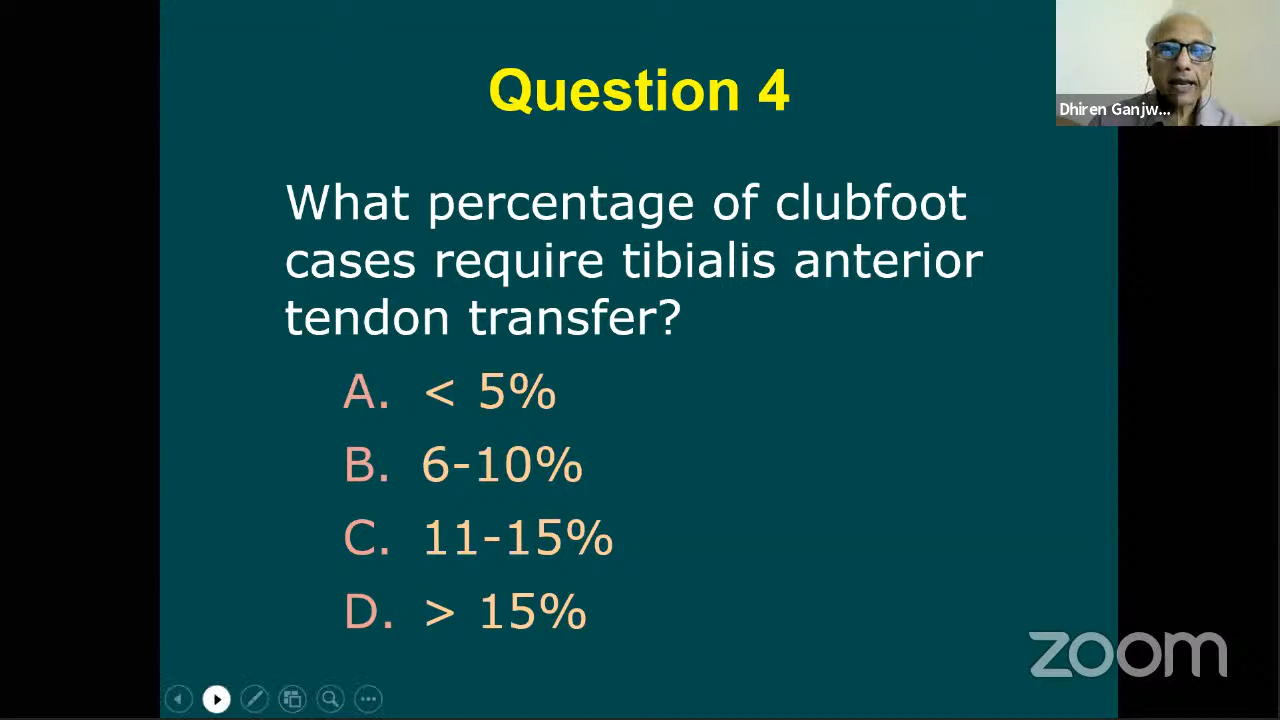 Question 4
Dhiren Ganjw...
What percentage of clubfoot
cases require tibialis anterior
tendon transfer?
A. < 5%
B. 6-10%
C. 11-15%
D. > 15%
zoom